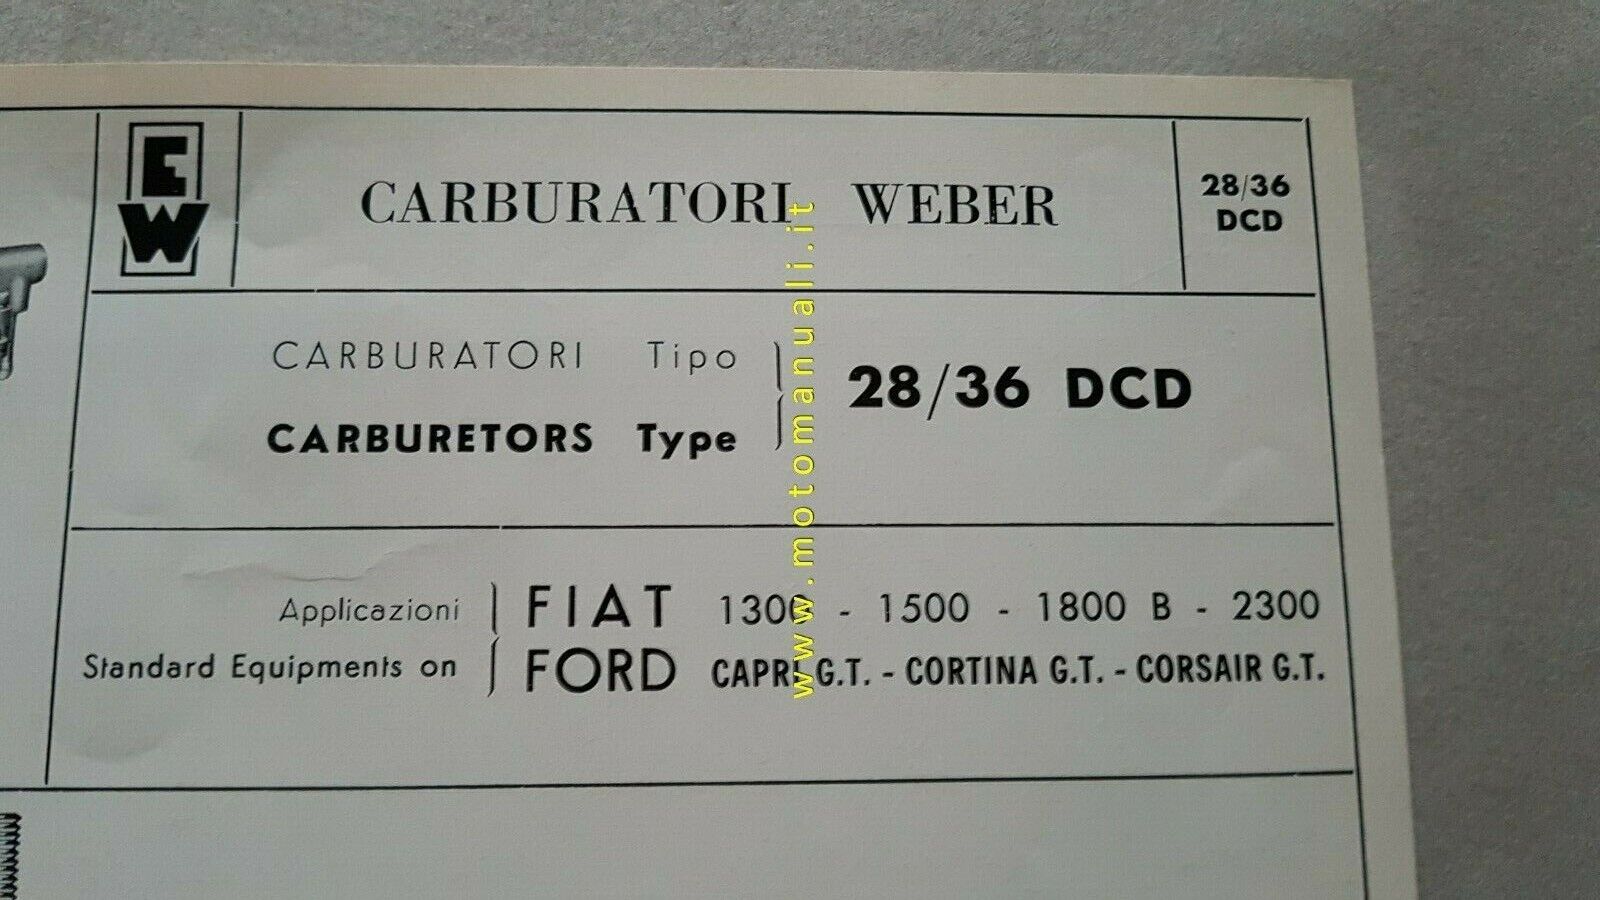 EW
CARBURATORI WEBER
28/36
DCD
CARBURATORI Tipo
CARBURETORS Type
28/36 DCD
Applicazioni
Standard Equipments on
FIAT 1300 - 1500 - 1800 B - 2300
FORD CAPRI G.T. - CORTINA G.T. - CORSAIR G.T.
www.motomanuali.it